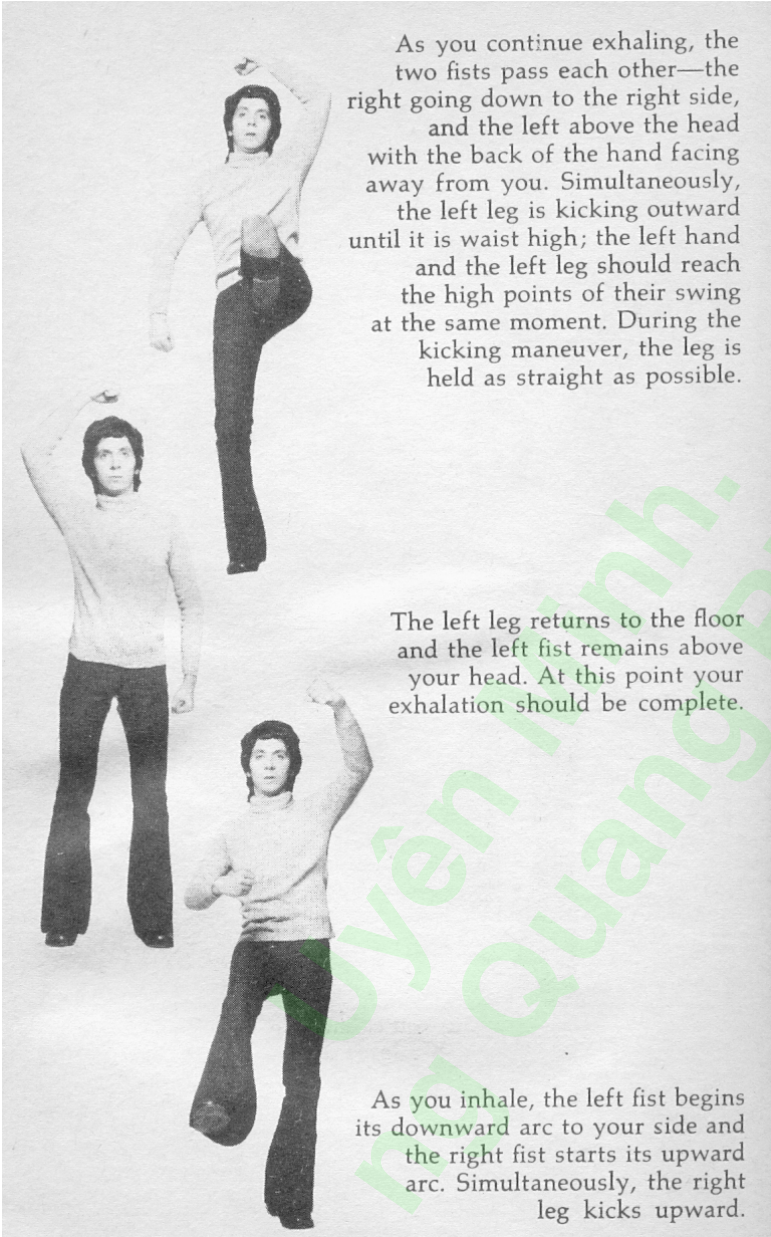 As you continue exhaling, the
two fists pass each other—the
right going down to the right side,
and the left above the head
with the back of the hand facing
away from you. Simultaneously,
the left leg is kicking outward
until it is waist high; the left hand
and the left leg should reach
the high points of their swing
at the same moment. During the
kicking maneuver, the leg is
held as straight as possible.
The left leg returns to the floor
and the left fist remains above
your head. At this point your
exhalation should be complete.
As you inhale, the left fist begins
its downward arc to your side and
the right fist starts its upward
arc. Simultaneously, the right
leg kicks upward.
Uyên Minh.
ng Quang